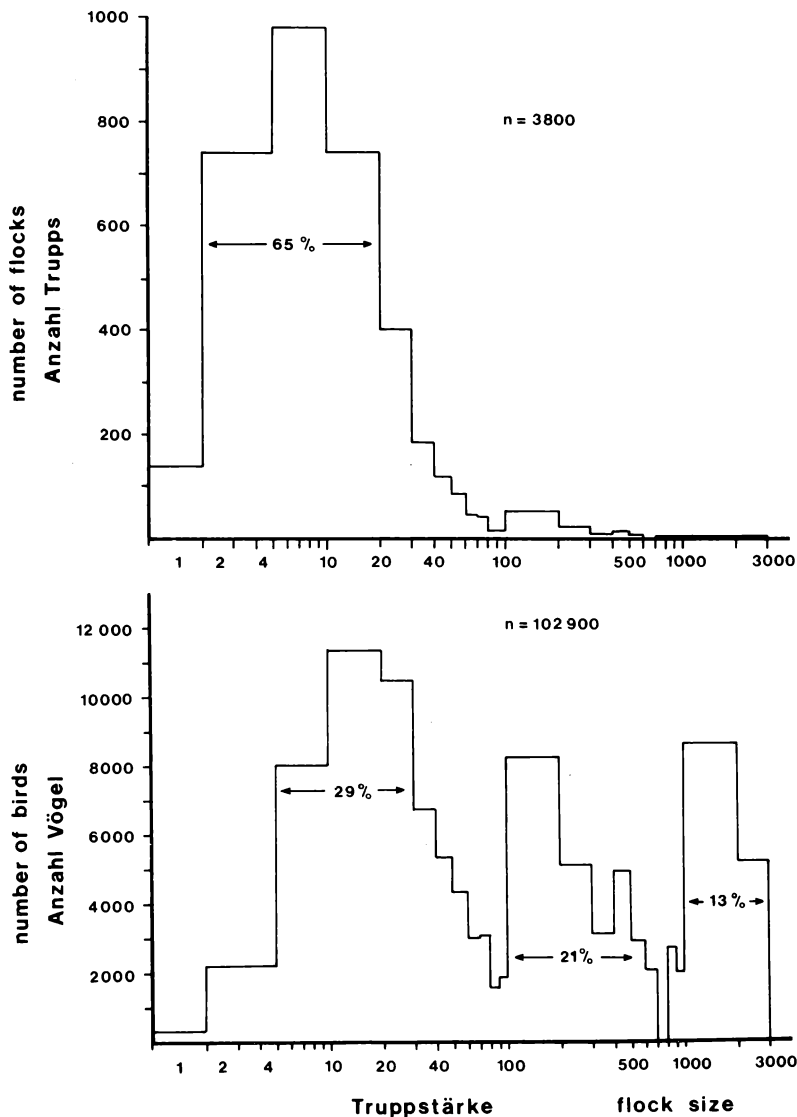 number of flocks
Anzahl Trupps
1000
800
600
400
200
n = 3800
65 %
1 2 4 10 20 40 100 500 1000 3000
number of birds
Anzahl Vögel
12 000
10000
8000
6000
4000
2000
n = 102 900
29%
21%
13%
1 2 4 10 20 40 100 500 1000 3000
Truppstärke flock size